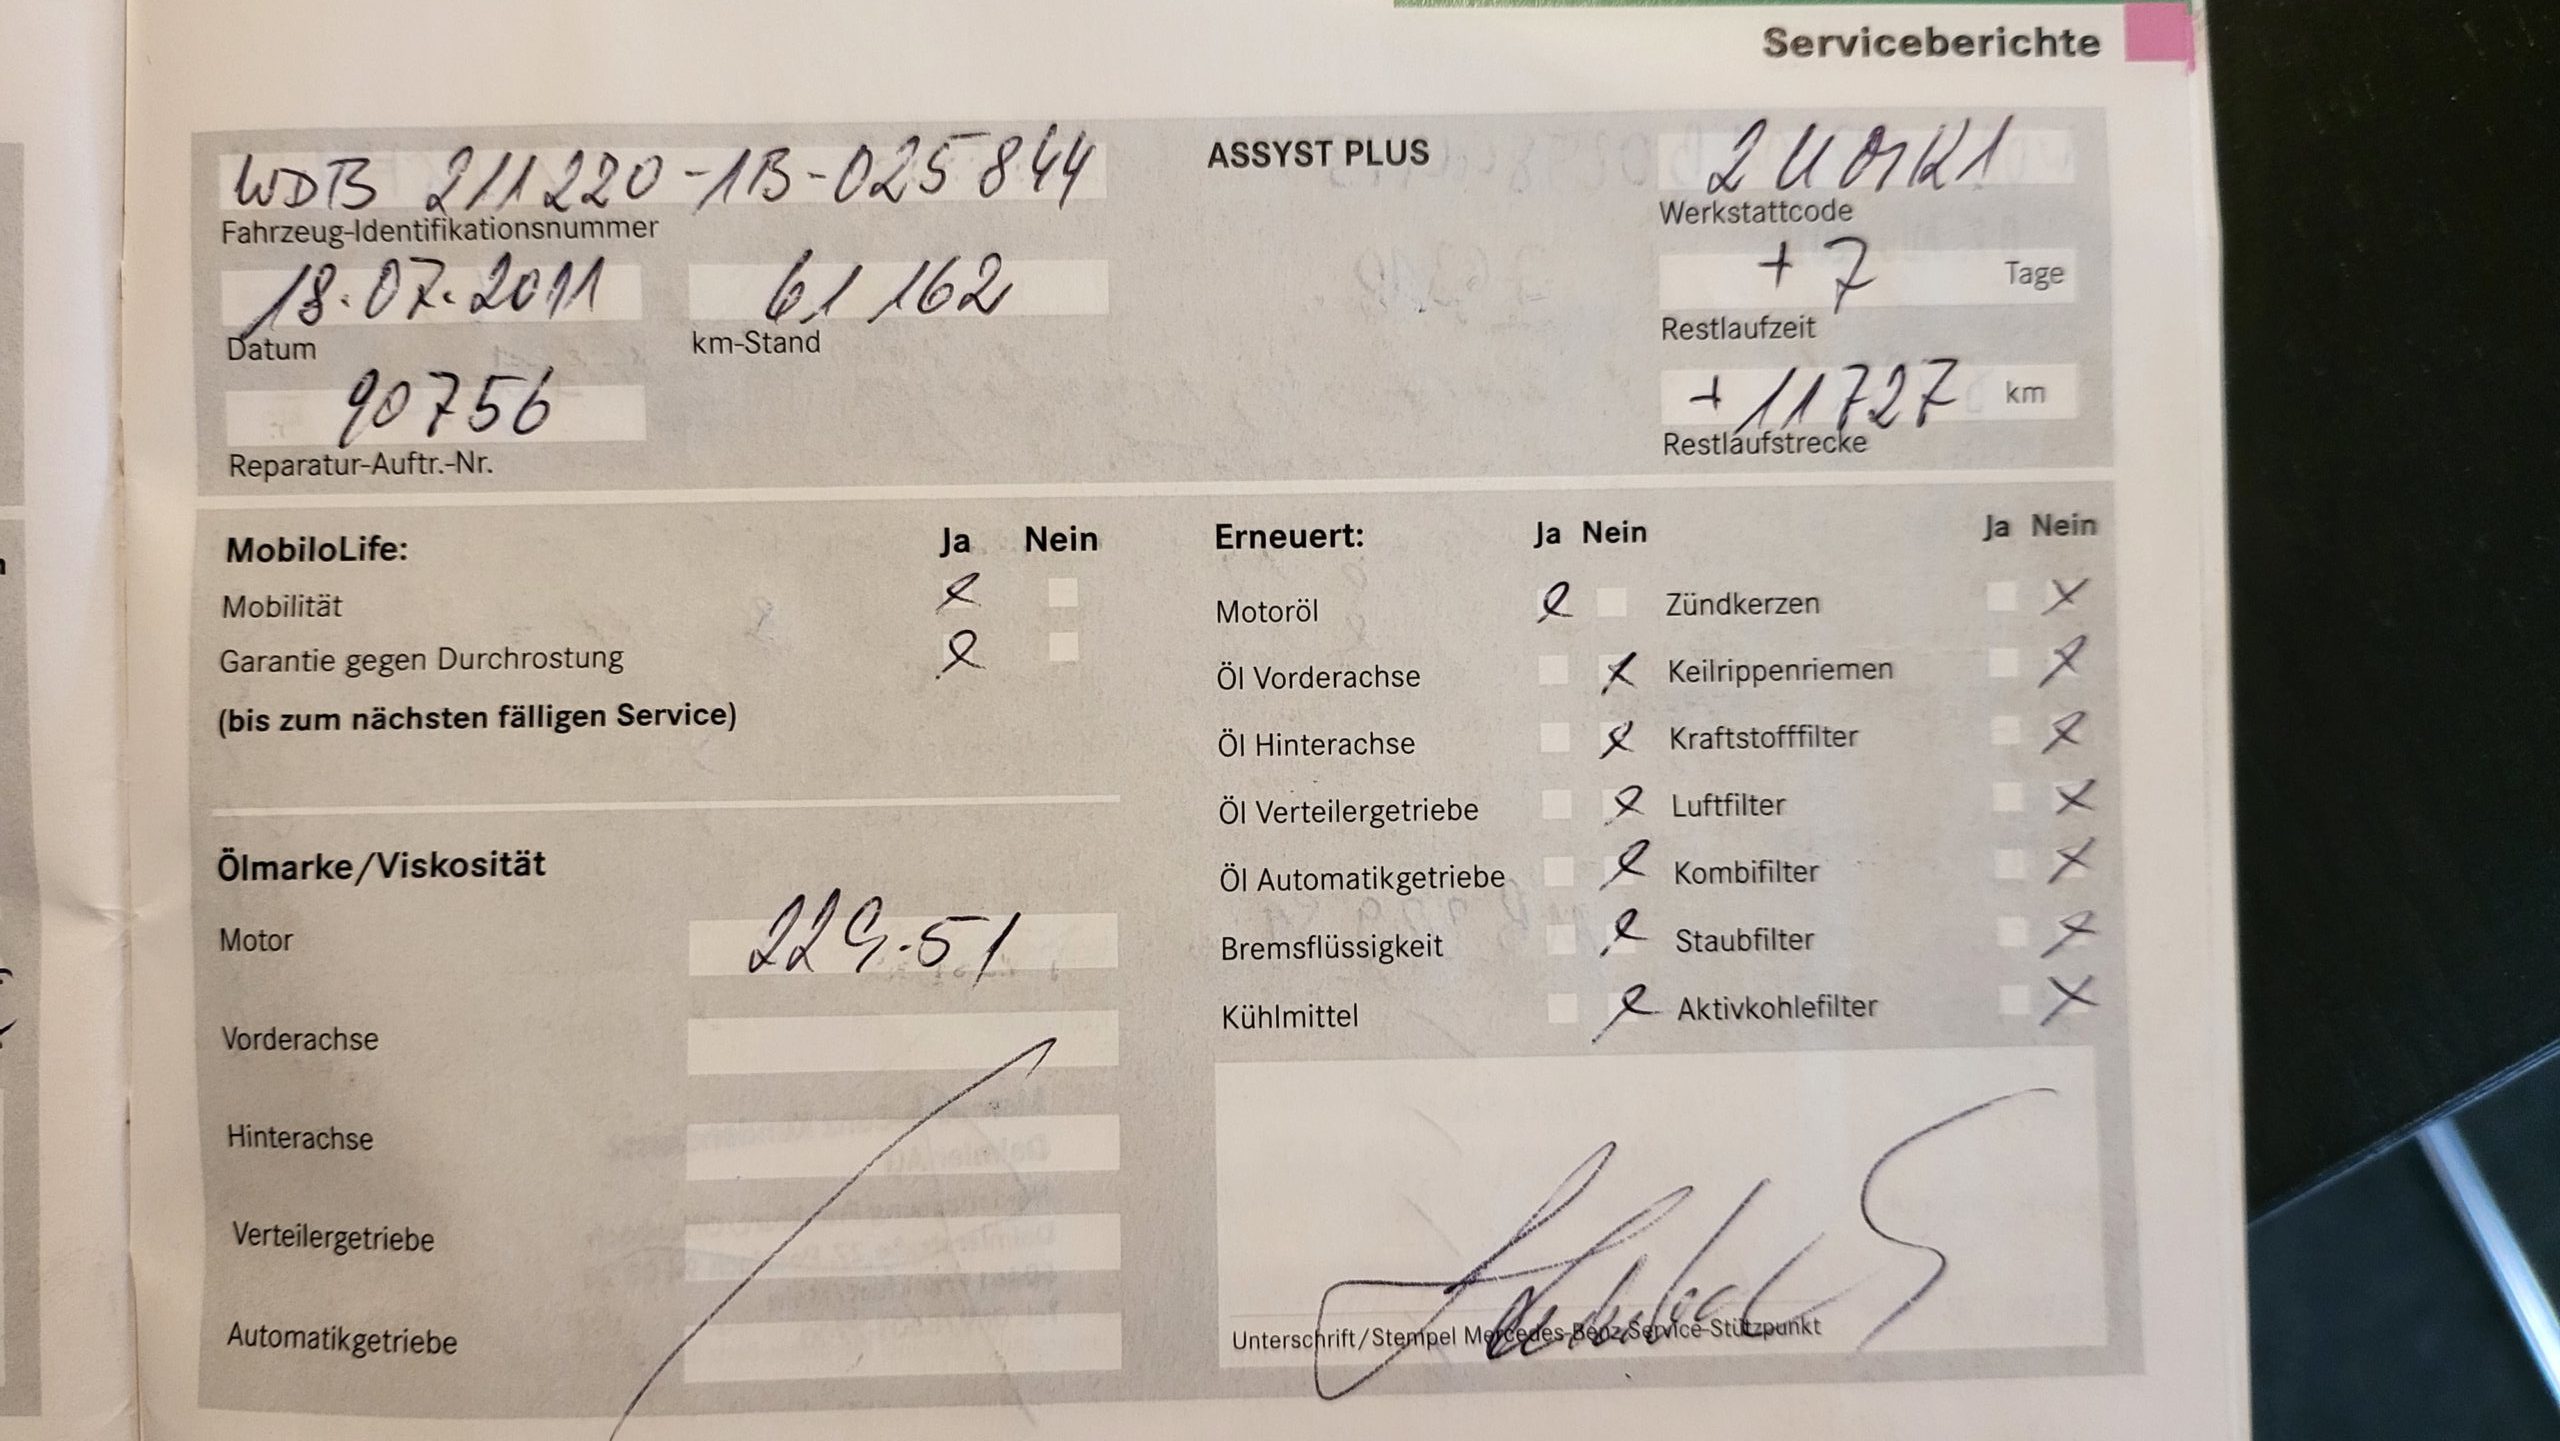 Serviceberichte
WDB 211220-1B-025844
Fahrzeug-Identifikationsnummer
18.07.2011
Datum
61 162
km-Stand
90756
Reparatur-Auftr.-Nr.
ASSYST PLUS
Werkstattcode
+ 7 Tage
Restlaufzeit
+ 11727 km
Restlaufstrecke
MobiloLife: Ja Nein
Mobilität
Garantie gegen Durchrostung
(bis zum nächsten fälligen Service)
Ölmarke/Viskosität
Motor 229.51
Vorderachse
Hinterachse
Verteilergetriebe
Automatikgetriebe
Erneuert: Ja Nein Ja Nein
Motoröl Zündkerzen
Öl Vorderachse Keilrippenriemen
Öl Hinterachse Kraftstofffilter
Öl Verteilergetriebe Luftfilter
Öl Automatikgetriebe Kombifilter
Bremsflüssigkeit Staubfilter
Kühlmittel Aktivkohlefilter
Unterschrift/Stempel Mercedes-Benz Service-Stützpunkt